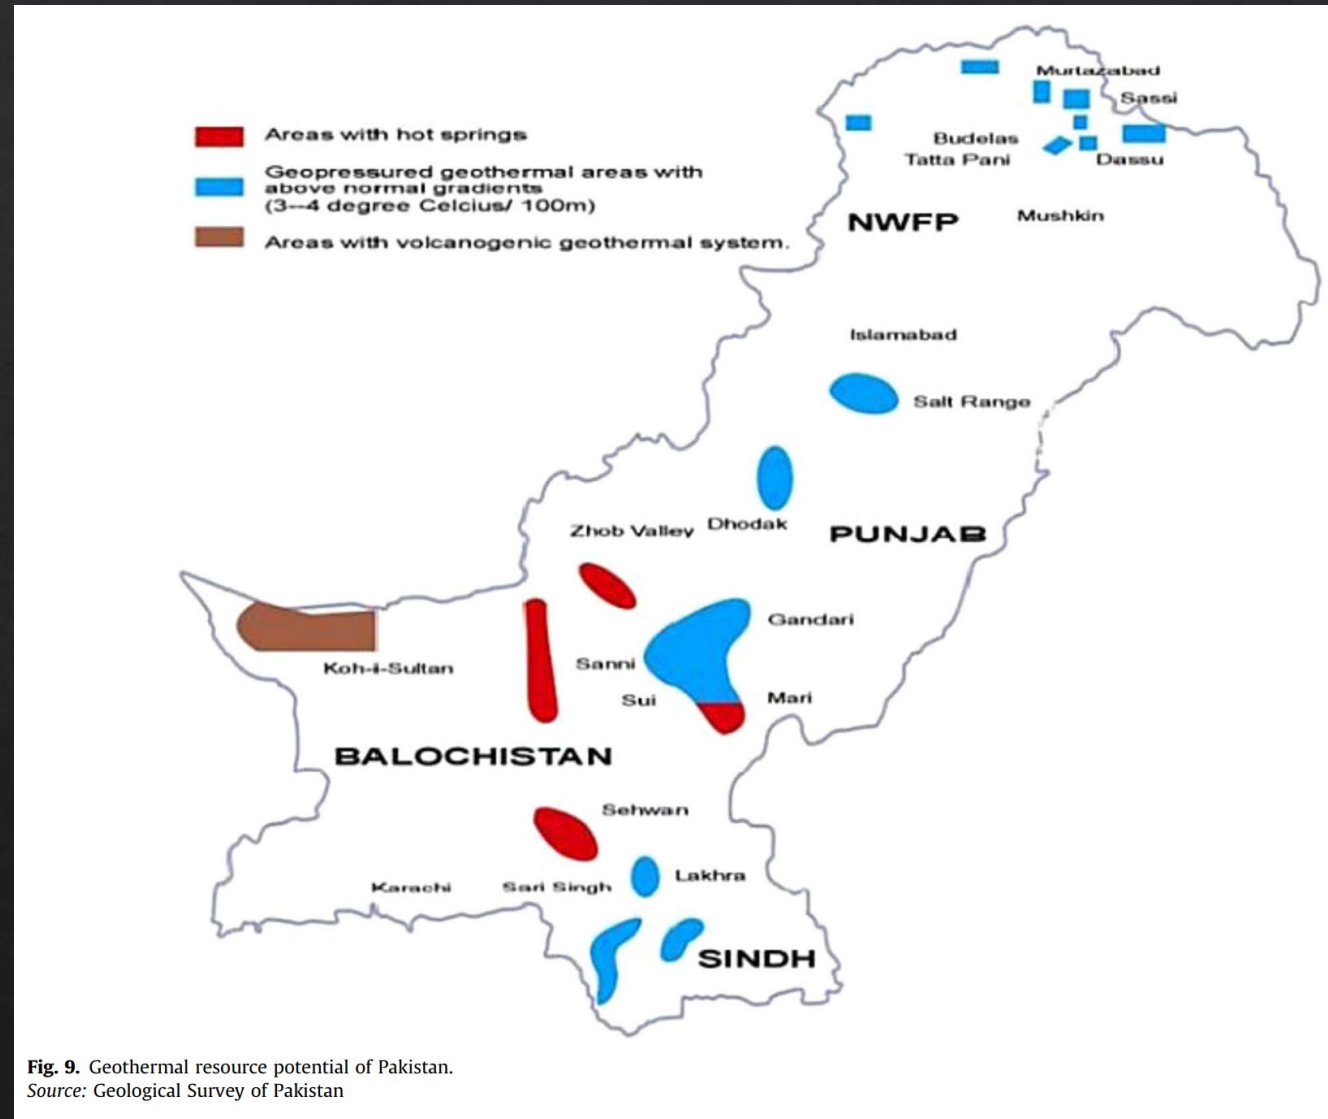 Murtazabad
Sassi
Areas with hot springs
Geopressured geothermal areas with
above normal gradients
(3--4 degree Celcius/ 100m)
Areas with volcanogenic geothermal system.
Budelas
Tatta Pani
Dassu
NWFP
Mushkin
Islamabad
Salt Range
Zhob Valley
Dhodak
PUNJAB
Gandari
Sanni
Koh-i-Sultan
Sui
Mari
BALOCHISTAN
Sehwan
Lakhra
Karachi
Sari Singh
SINDH
Fig. 9. Geothermal resource potential of Pakistan.
Source: Geological Survey of Pakistan